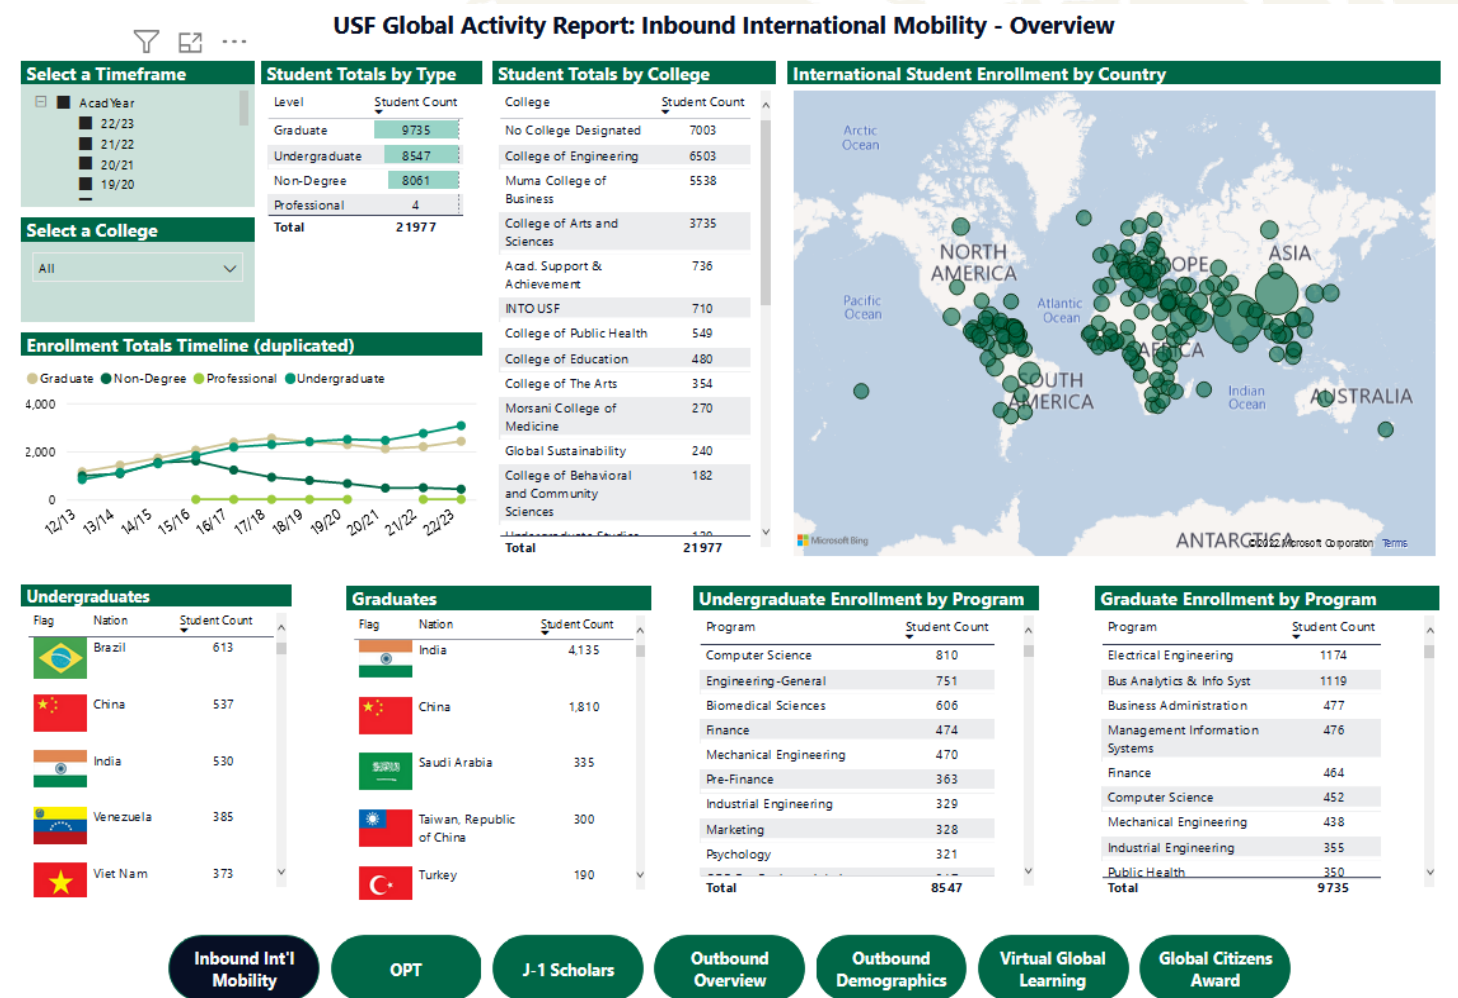 USF Global Activity Report: Inbound International Mobility - Overview
Select a Timeframe
AcadYear
22/23
21/22
20/21
19/20
Select a College
All
Student Totals by Type
Level Student Count
Graduate 9735
Undergraduate 8547
Non-Degree 8061
Professional 4
Total 21977
Student Totals by College
College Student Count
No College Designated 7003
College of Engineering 6503
Muma College of 5538
Business
College of Arts and 3735
Sciences
Acad. Support & 736
Achievement
INTO USF 710
College of Public Health 549
College of Education 480
College of The Arts 354
Morsani College of 270
Medicine
Global Sustainability 240
College of Behavioral 182
and Community
Sciences
Total 21977
International Student Enrollment by Country
Arctic
Ocean
NORTH
AMERICA
ASIA
OPE
Pacific
Ocean
Atlantic
Ocean
AFRICA
SOUTH
AMERICA
Indian
Ocean
AUSTRALIA
ANTARCTICA
Microsoft Bing
©2022 Microsoft Corporation Terms
Enrollment Totals Timeline (duplicated)
Graduate Non-Degree Professional Undergraduate
4,000
2,000
0
12/13 13/14 14/15 15/16 16/17 17/18 18/19 19/20 20/21 21/22 22/23
Undergraduates
Flag Nation Student Count
Brazil 613
China 537
India 530
Venezuela 385
Viet Nam 373
Graduates
Flag Nation Student Count
India 4,135
China 1,810
Saudi Arabia 335
Taiwan, Republic 300
of China
Turkey 190
Undergraduate Enrollment by Program
Program Student Count
Computer Science 810
Engineering-General 751
Biomedical Sciences 606
Finance 474
Mechanical Engineering 470
Pre-Finance 363
Industrial Engineering 329
Marketing 328
Psychology 321
Total 8547
Graduate Enrollment by Program
Program Student Count
Electrical Engineering 1174
Bus Analytics & Info Syst 1119
Business Administration 477
Management Information 476
Systems
Finance 464
Computer Science 452
Mechanical Engineering 438
Industrial Engineering 355
Public Health 350
Total 9735
Inbound Int'l
Mobility
OPT
J-1 Scholars
Outbound
Overview
Outbound
Demographics
Virtual Global
Learning
Global Citizens
Award